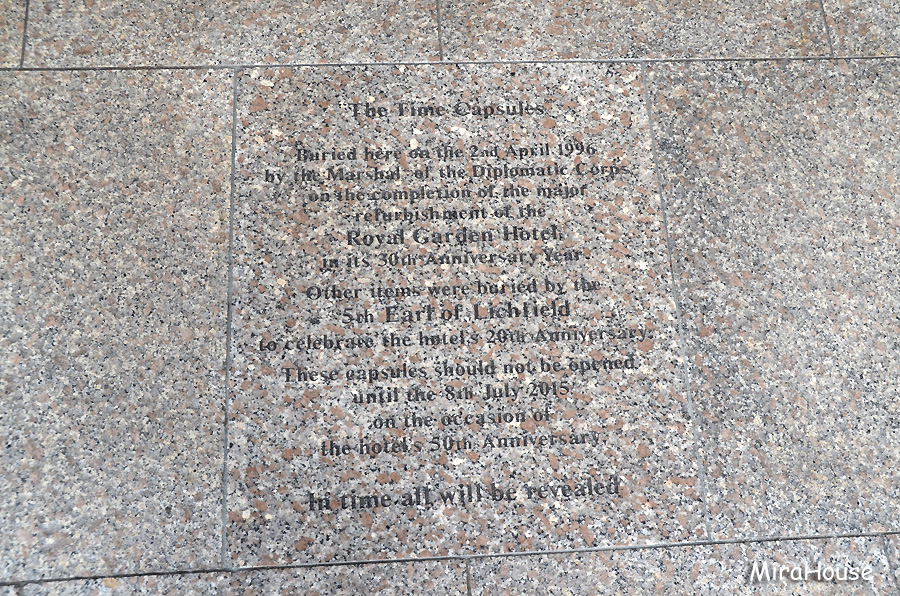 The Time Capsules
Buried here on the 2nd April 1996
by the Marshal of the Diplomatic Corps
on the completion of the major
refurbishment of the
Royal Garden Hotel,
in its 30th Anniversary Year
Other items were buried by the
5th Earl of Lichfield
to celebrate the hotel's 20th Anniversary.
These capsules should not be opened
until the 8th July 2015
on the occasion of
the hotel's 50th Anniversary.
In time all will be revealed
MiraHouse